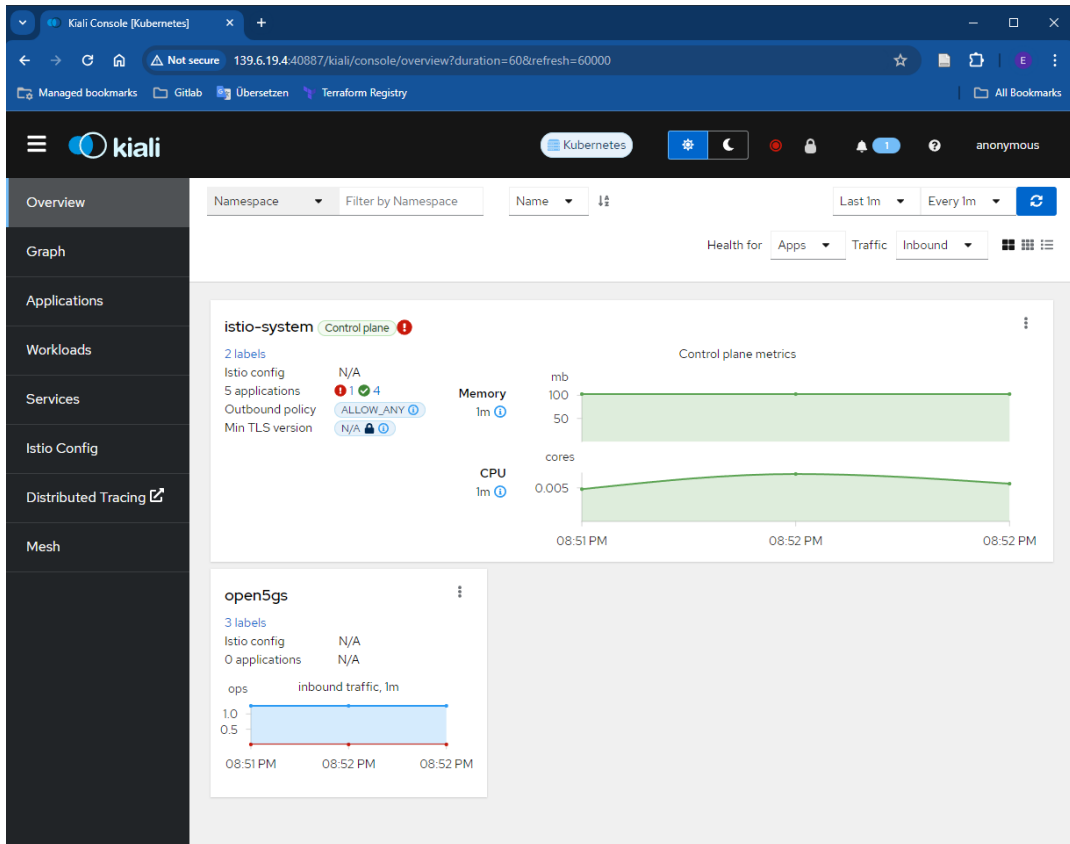 Kiali Console [Kubernetes]
Not secure 139.6.19.4:40887/kiali/console/overview?duration=60&refresh=60000
E
Managed bookmarks Gitlab Übersetzen Terraform Registry All Bookmarks
kiali Kubernetes 1 anonymous
Overview
Graph
Applications
Workloads
Services
Istio Config
Distributed Tracing
Mesh
Namespace Filter by Namespace Name Last 1m Every 1m
Health for Apps Traffic Inbound
istio-system Control plane
2 labels
Istio config N/A
5 applications 1 4
Outbound policy ALLOW_ANY
Min TLS version N/A
Control plane metrics
Memory
1m
mb
100
50
CPU
1m
cores
0.005
08:51 PM 08:52 PM 08:52 PM
open5gs
3 labels
Istio config N/A
0 applications N/A
ops inbound traffic, 1m
1.0
0.5
08:51 PM 08:52 PM 08:52 PM